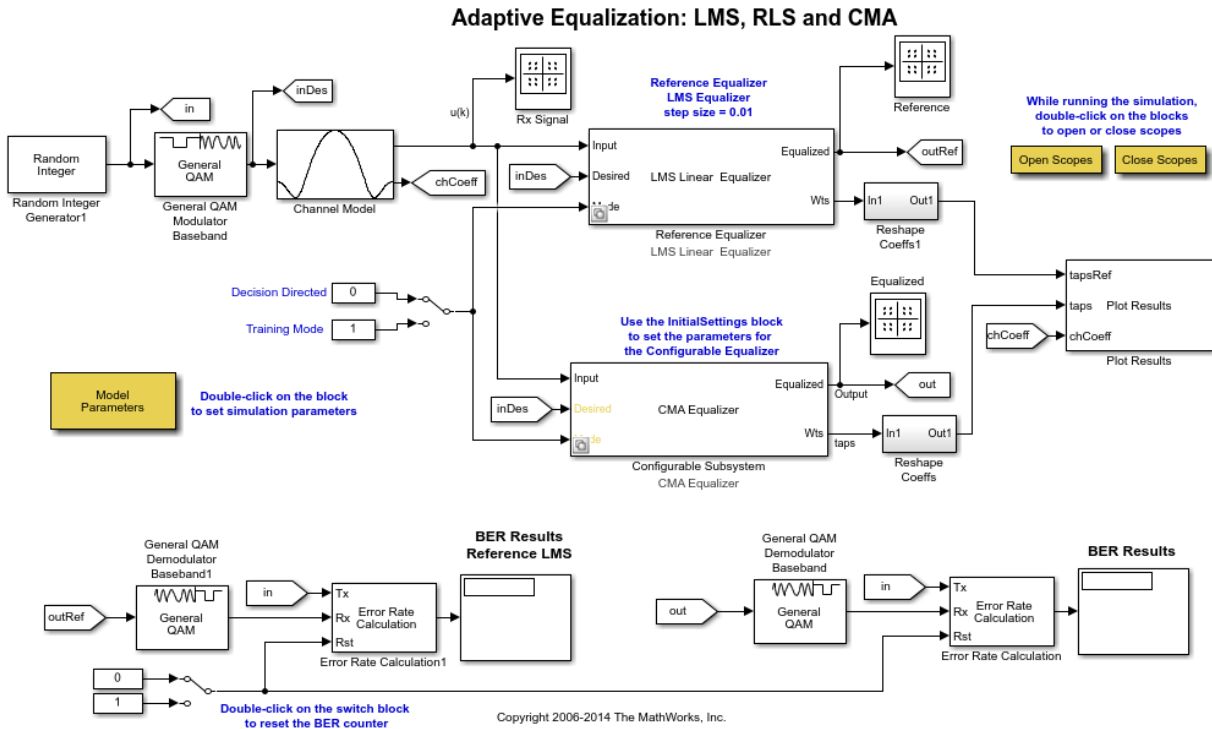 Adaptive Equalization: LMS, RLS and CMA
inDes
in
Random
Integer
Random Integer
Generator1
General
QAM
General QAM
Modulator
Baseband
Channel Model
chCoeff
u(k)
Rx Signal
Reference Equalizer
LMS Equalizer
step size = 0.01
Reference
While running the simulation,
double-click on the blocks
to open or close scopes
Open Scopes
Close Scopes
inDes
Input
Desired
LMS Linear Equalizer
Equalized
Wts
outRef
Reference Equalizer
LMS Linear Equalizer
In1
Out1
Reshape
Coeffs1
Decision Directed
0
Training Mode
1
Equalized
tapsRef
taps
chCoeff
Plot Results
chCoeff
Plot Results
Use the InitialSettings block
to set the parameters for
the Configurable Equalizer
Model
Parameters
Double-click on the block
to set simulation parameters
inDes
Input
Desired
CMA Equalizer
Equalized
Wts
Output
out
taps
In1
Out1
Reshape
Coeffs
Configurable Subsystem
CMA Equalizer
General QAM
Demodulator
Baseband1
General
QAM
outRef
in
Tx
Rx
Rst
Error Rate
Calculation
Error Rate Calculation1
BER Results
Reference LMS
General QAM
Demodulator
Baseband
General
QAM
out
in
Tx
Rx
Rst
Error Rate
Calculation
Error Rate Calculation
BER Results
0
1
Double-click on the switch block
to reset the BER counter
Copyright 2006-2014 The MathWorks, Inc.